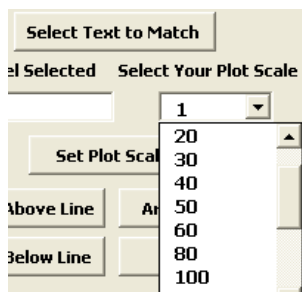 Select Text to Match
el Selected Select Your Plot Scale
1
20
30
Set Plot Scal
40
50
Above Line Ar
60
80
Below Line
100